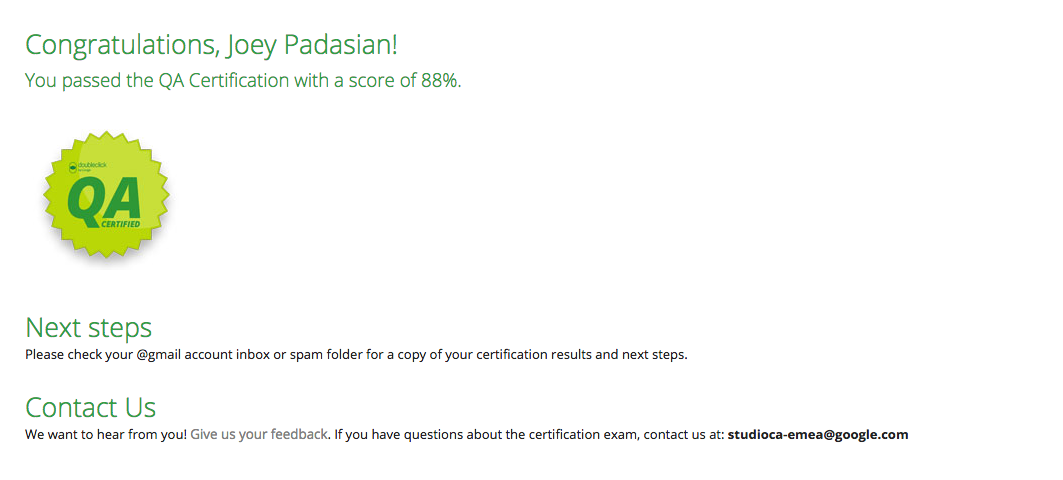 Congratulations, Joey Padasian!
You passed the QA Certification with a score of 88%.
doubleclick
by Google
QA
CERTIFIED
Next steps
Please check your @gmail account inbox or spam folder for a copy of your certification results and next steps.
Contact Us
We want to hear from you! Give us your feedback. If you have questions about the certification exam, contact us at: studioca-emea@google.com